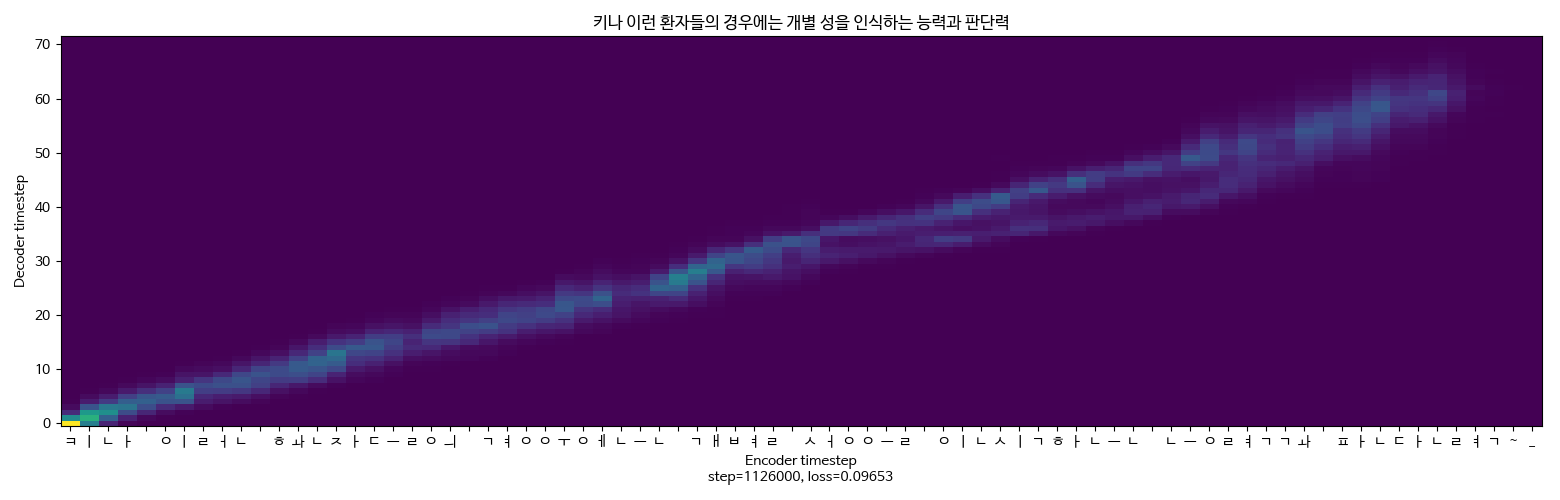 키나 이런 환자들의 경우에는 개별 성을 인식하는 능력과 판단력
Decoder timestep
70
60
50
40
30
20
10
0
ㅋ ㅣ ㄴ ㅏ ㅇ ㅣ ㄹ ㅓ ㄴ ㅎ ㅘ ㄴ ㅈ ㅏ ㄷ ㅡ ㄹ ㅇ ㅢ ㄱ ㅕ ㅇ ㅇ ㅜ ㅇ ㅔ ㄴ ㅡ ㄴ ㄱ ㅐ ㅂ ㅕ ㄹ ㅅ ㅓ ㅇ ㅇ ㅡ ㄹ ㅇ ㅣ ㄴ ㅅ ㅣ ㄱ ㅎ ㅏ ㄴ ㅡ ㄴ ㄴ ㅡ ㅇ ㄹ ㅕ ㄱ ㄱ ㅘ ㅍ ㅏ ㄴ ㄷ ㅏ ㄴ ㄹ ㅕ ㄱ ~ _
Encoder timestep
step=1126000, loss=0.09653